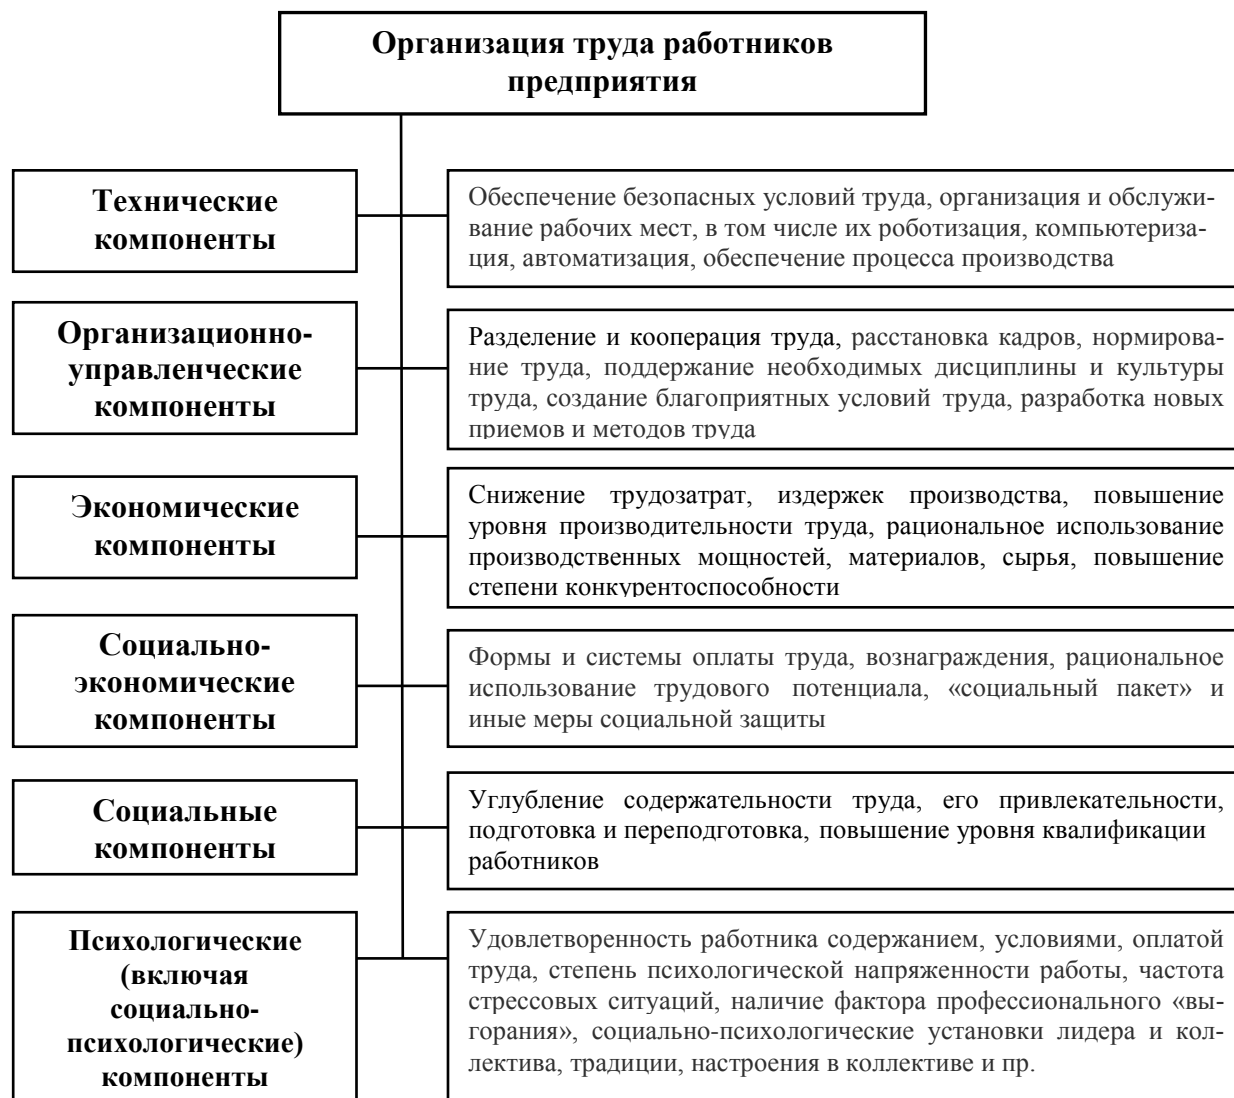 Организация труда работников
предприятия
Технические
компоненты
Обеспечение безопасных условий труда, организация и обслужи-
вание рабочих мест, в том числе их роботизация, компьютериза-
ция, автоматизация, обеспечение процесса производства
Организационно-
управленческие
компоненты
Разделение и кооперация труда, расстановка кадров, нормирова-
ние труда, поддержание необходимых дисциплины и культуры
труда, создание благоприятных условий труда, разработка новых
приемов и методов труда
Экономические
компоненты
Снижение трудозатрат, издержек производства, повышение
уровня производительности труда, рациональное использование
производственных мощностей, материалов, сырья, повышение
степени конкурентоспособности
Социально-
экономические
компоненты
Формы и системы оплаты труда, вознаграждения, рациональное
использование трудового потенциала, «социальный пакет» и
иные меры социальной защиты
Социальные
компоненты
Углубление содержательности труда, его привлекательности,
подготовка и переподготовка, повышение уровня квалификации
работников
Психологические
(включая
социально-
психологические)
компоненты
Удовлетворенность работника содержанием, условиями, оплатой
труда, степень психологической напряженности работы, частота
стрессовых ситуаций, наличие фактора профессионального «вы-
горания», социально-психологические установки лидера и кол-
лектива, традиции, настроения в коллективе и пр.